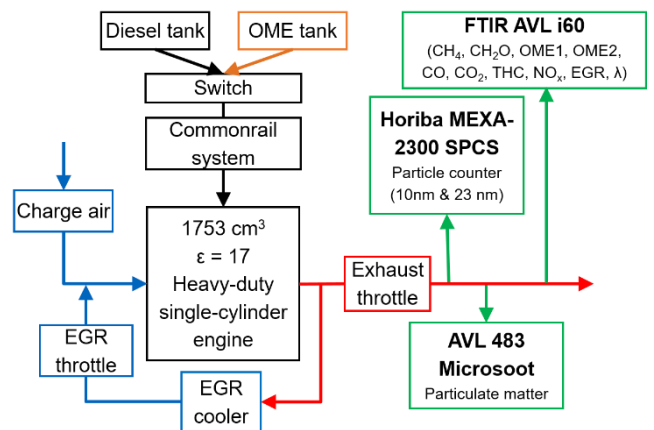 Diesel tank
OME tank
FTIR AVL i60
(CH₄, CH₂O, OME1, OME2,
CO, CO₂, THC, NOₓ, EGR, λ)
Switch
Commonrail
system
Horiba MEXA-
2300 SPCS
Particle counter
(10nm & 23 nm)
Charge air
1753 cm³
ε = 17
Heavy-duty
single-cylinder
engine
Exhaust
throttle
EGR
throttle
EGR
cooler
AVL 483
Microsoot
Particulate matter